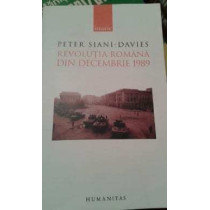 PETER SIANI-DAVIES
REVOLUȚIA ROMÂNĂ
DIN DECEMBRIE 1989
HUMANITAS